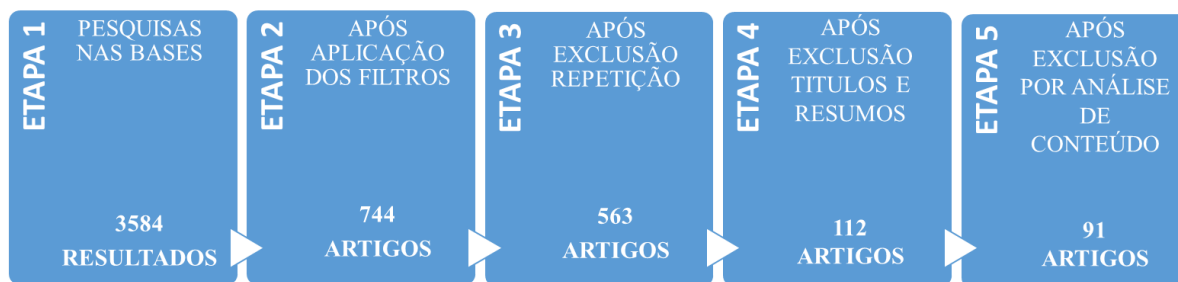 ETAPA 1
PESQUISAS
NAS BASES
3584
RESULTADOS
ETAPA 2
APÓS
APLICAÇÃO
DOS FILTROS
744
ARTIGOS
ETAPA 3
APÓS
EXCLUSÃO
REPETIÇÃO
563
ARTIGOS
ETAPA 4
APÓS
EXCLUSÃO
TITULOS E
RESUMOS
112
ARTIGOS
ETAPA 5
APÓS
EXCLUSÃO
POR ANÁLISE
DE
CONTEÚDO
91
ARTIGOS